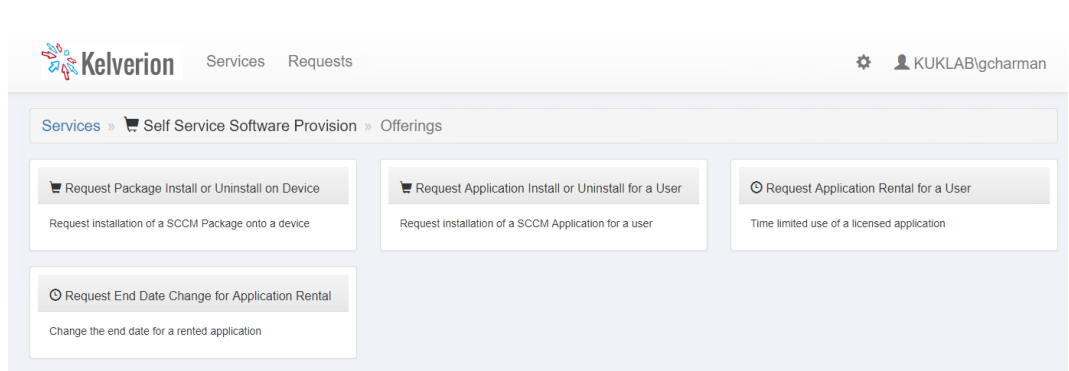 Kelverion Services Requests KUKLAB\gcharman
Services » Self Service Software Provision » Offerings
Request Package Install or Uninstall on Device
Request installation of a SCCM Package onto a device
Request Application Install or Uninstall for a User
Request installation of a SCCM Application for a user
Request Application Rental for a User
Time limited use of a licensed application
Request End Date Change for Application Rental
Change the end date for a rented application